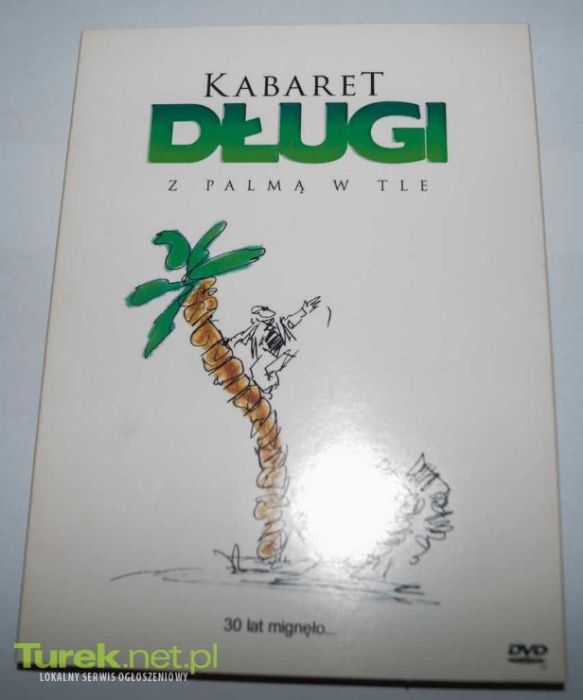 KABARET
DŁUGI
Z PALMĄ W TLE
30 lat mignęło...
DVD
Turek.net.pl
LOKALNY SERWIS OGŁOSZENIOWY